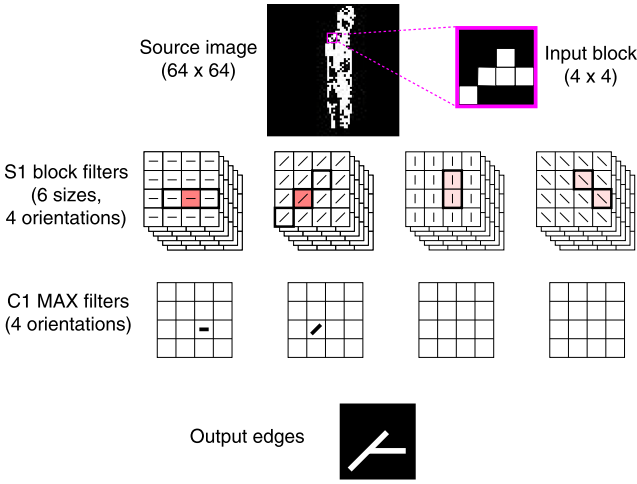 Source image
(64 x 64)
Input block
(4 x 4)
S1 block filters
(6 sizes,
4 orientations)
C1 MAX filters
(4 orientations)
Output edges